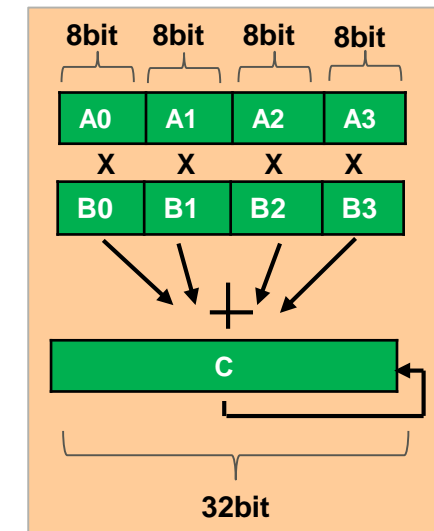 8bit 8bit 8bit 8bit
A0 A1 A2 A3
X X X X
B0 B1 B2 B3
+
C
32bit